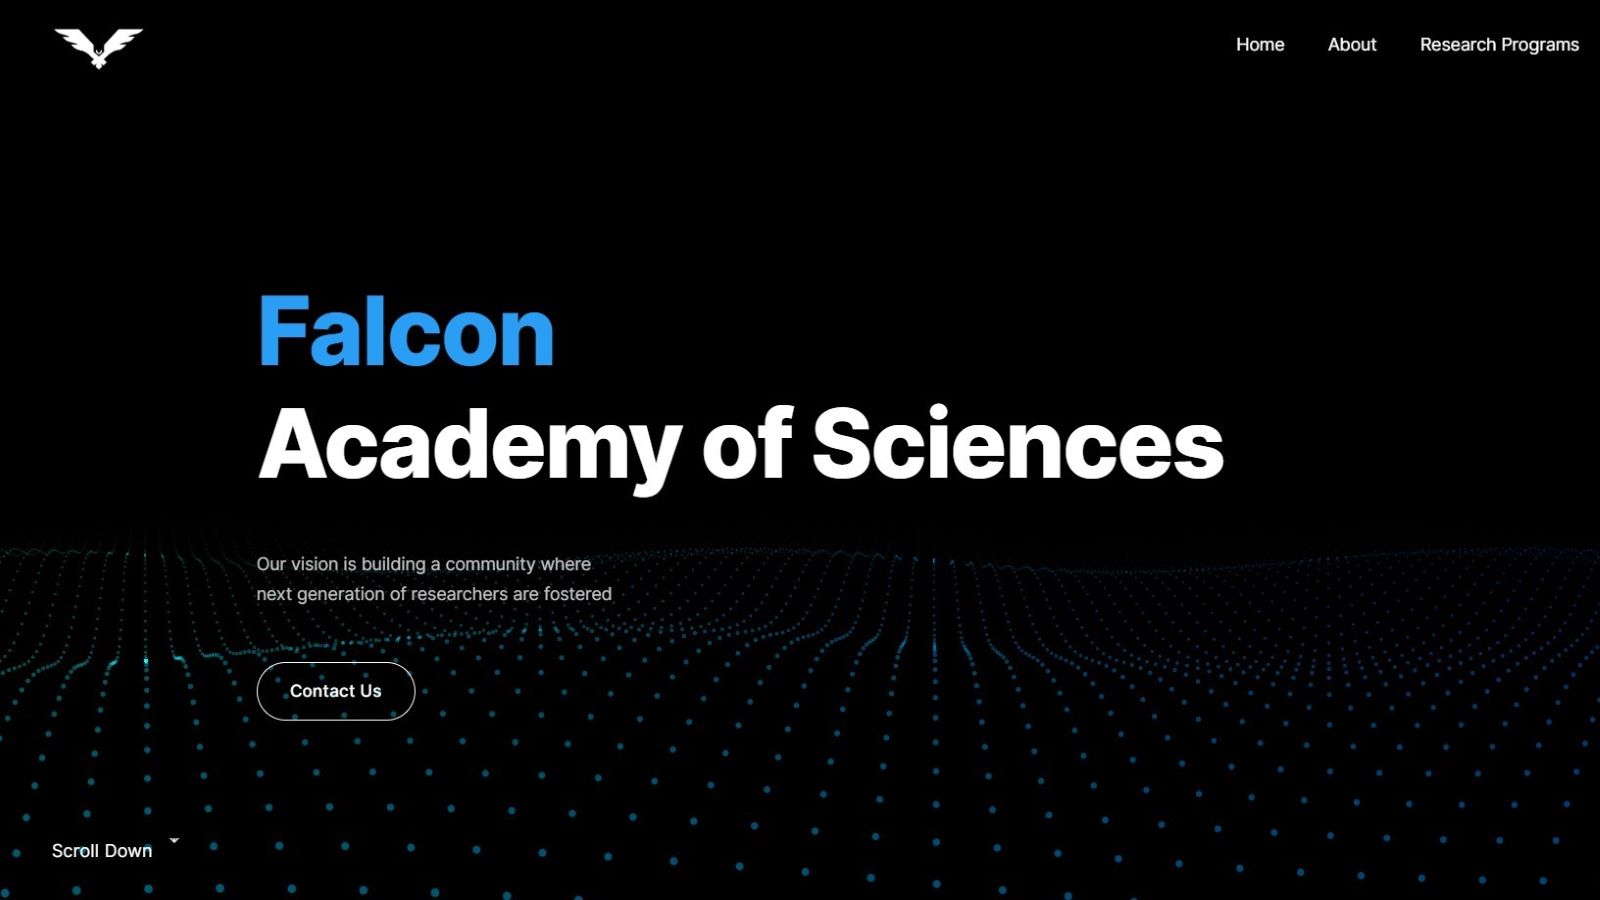 Home
About
Research Programs
Falcon
Academy of Sciences
Our vision is building a community where
next generation of researchers are fostered
Contact Us
Scroll Down